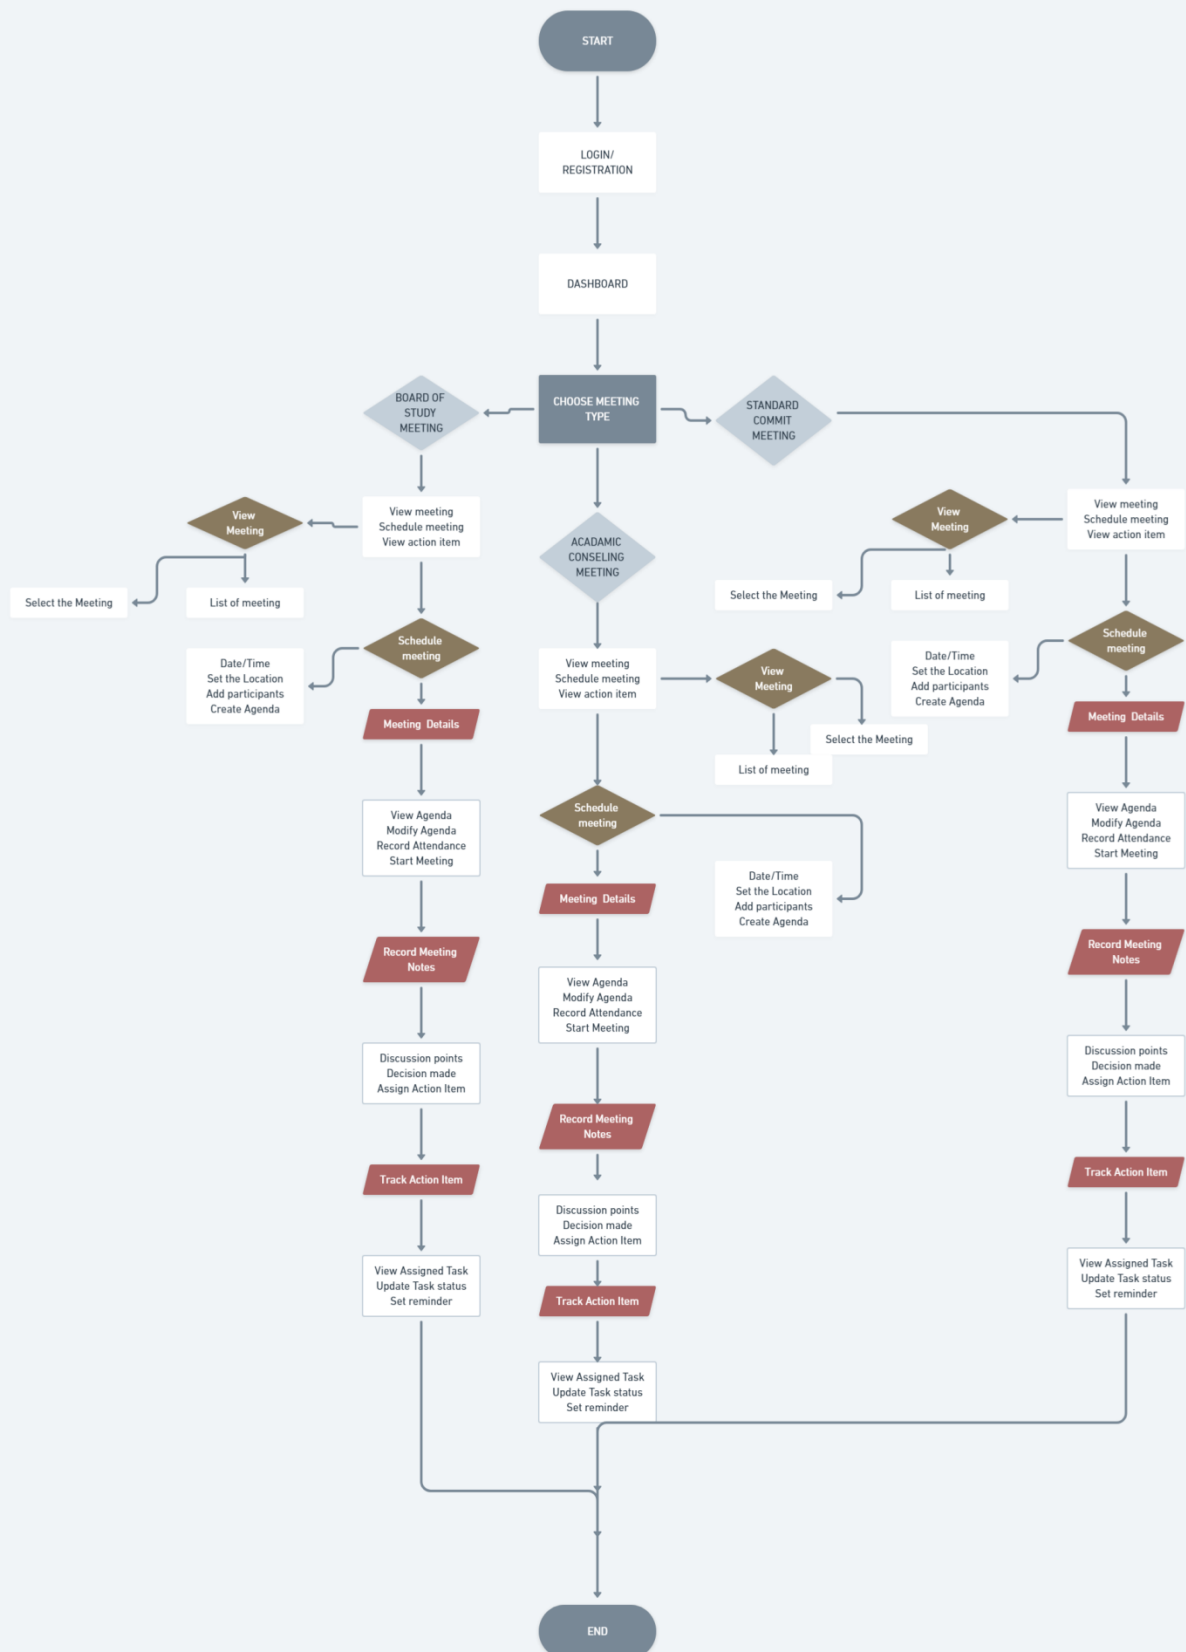 START
LOGIN/
REGISTRATION
DASHBOARD
CHOOSE MEETING
TYPE
BOARD OF
STUDY
MEETING
View meeting
Schedule meeting
View action item
View
Meeting
Select the Meeting
List of meeting
Schedule
meeting
Date/Time
Set the Location
Add participants
Create Agenda
Meeting Details
View Agenda
Modify Agenda
Record Attendance
Start Meeting
Record Meeting
Notes
Discussion points
Decision made
Assign Action Item
Track Action Item
View Assigned Task
Update Task status
Set reminder
ACADAMIC
CONSELING
MEETING
View meeting
Schedule meeting
View action item
View
Meeting
Select the Meeting
List of meeting
Schedule
meeting
Date/Time
Set the Location
Add participants
Create Agenda
Meeting Details
View Agenda
Modify Agenda
Record Attendance
Start Meeting
Record Meeting
Notes
Discussion points
Decision made
Assign Action Item
Track Action Item
View Assigned Task
Update Task status
Set reminder
STANDARD
COMMIT
MEETING
View meeting
Schedule meeting
View action item
View
Meeting
Select the Meeting
List of meeting
Schedule
meeting
Date/Time
Set the Location
Add participants
Create Agenda
Meeting Details
View Agenda
Modify Agenda
Record Attendance
Start Meeting
Record Meeting
Notes
Discussion points
Decision made
Assign Action Item
Track Action Item
View Assigned Task
Update Task status
Set reminder
END